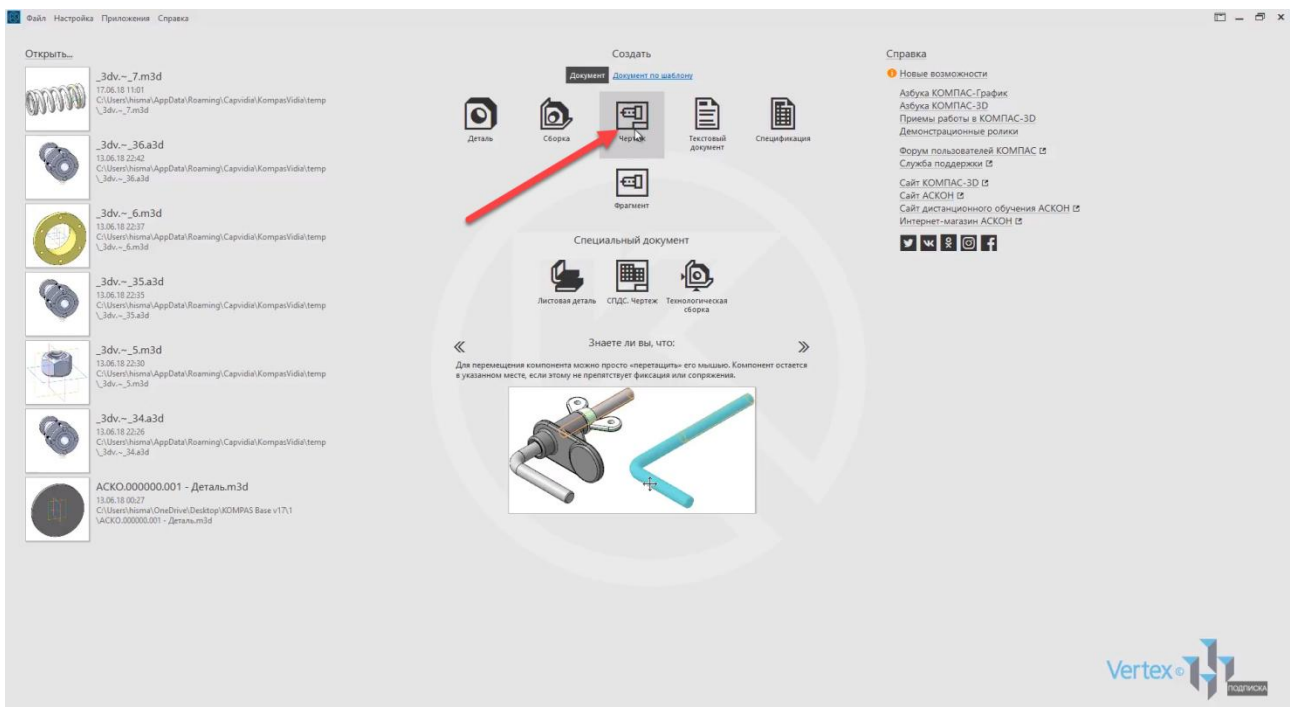 Файл Настройка Приложения Справка
Открыть...
_3dv.~_7.m3d
17.06.18 11:01
C:\Users\hisma\AppData\Roaming\Capvidia\KompasVidia\temp
\_3dv.~_7.m3d
_3dv.~_36.a3d
13.06.18 22:42
C:\Users\hisma\AppData\Roaming\Capvidia\KompasVidia\temp
\_3dv.~_36.a3d
_3dv.~_6.m3d
13.06.18 22:37
C:\Users\hisma\AppData\Roaming\Capvidia\KompasVidia\temp
\_3dv.~_6.m3d
_3dv.~_35.a3d
13.06.18 22:35
C:\Users\hisma\AppData\Roaming\Capvidia\KompasVidia\temp
\_3dv.~_35.a3d
_3dv.~_5.m3d
13.06.18 22:30
C:\Users\hisma\AppData\Roaming\Capvidia\KompasVidia\temp
\_3dv.~_5.m3d
_3dv.~_34.a3d
13.06.18 22:26
C:\Users\hisma\AppData\Roaming\Capvidia\KompasVidia\temp
\_3dv.~_34.a3d
АСКО.000000.001 - Деталь.m3d
13.06.18 00:27
C:\Users\hisma\OneDrive\Desktop\KOMPAS Base v17\1
\АСКО.000000.001 - Деталь.m3d
Создать
Документ Документ по шаблону
Деталь Сборка Чертеж Текстовый документ Спецификация
Фрагмент
Специальный документ
Листовая деталь СПДС. Чертеж Технологическая сборка
Знаете ли вы, что:
Для перемещения компонента можно просто «перетащить» его мышью. Компонент остается
в указанном месте, если этому не препятствует фиксация или сопряжения.
Справка
Новые возможности
Азбука КОМПАС-График
Азбука КОМПАС-3D
Приемы работы в КОМПАС-3D
Демонстрационные ролики
Форум пользователей КОМПАС
Служба поддержки
Сайт КОМПАС-3D
Сайт АСКОН
Сайт дистанционного обучения АСКОН
Интернет-магазин АСКОН
Vertex ©
ПОДПИСКА